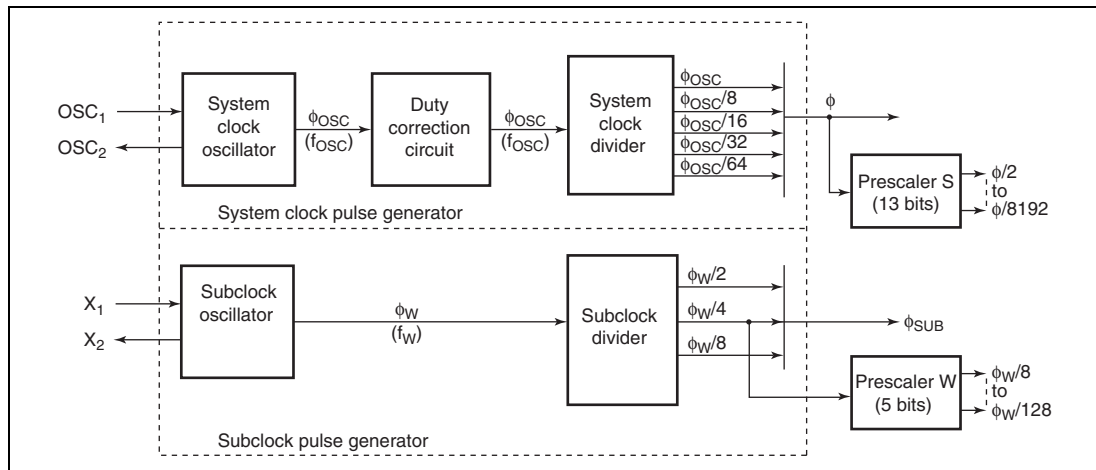 OSC₁
OSC₂
System
clock
oscillator
ϕOSC
(fOSC)
Duty
correction
circuit
ϕOSC
(fOSC)
System
clock
divider
ϕOSC
ϕOSC/8
ϕOSC/16
ϕOSC/32
ϕOSC/64
ϕ
Prescaler S
(13 bits)
ϕ/2
to
ϕ/8192
System clock pulse generator
X₁
X₂
Subclock
oscillator
ϕW
(fW)
Subclock
divider
ϕW/2
ϕW/4
ϕW/8
ϕSUB
Prescaler W
(5 bits)
ϕW/8
to
ϕW/128
Subclock pulse generator